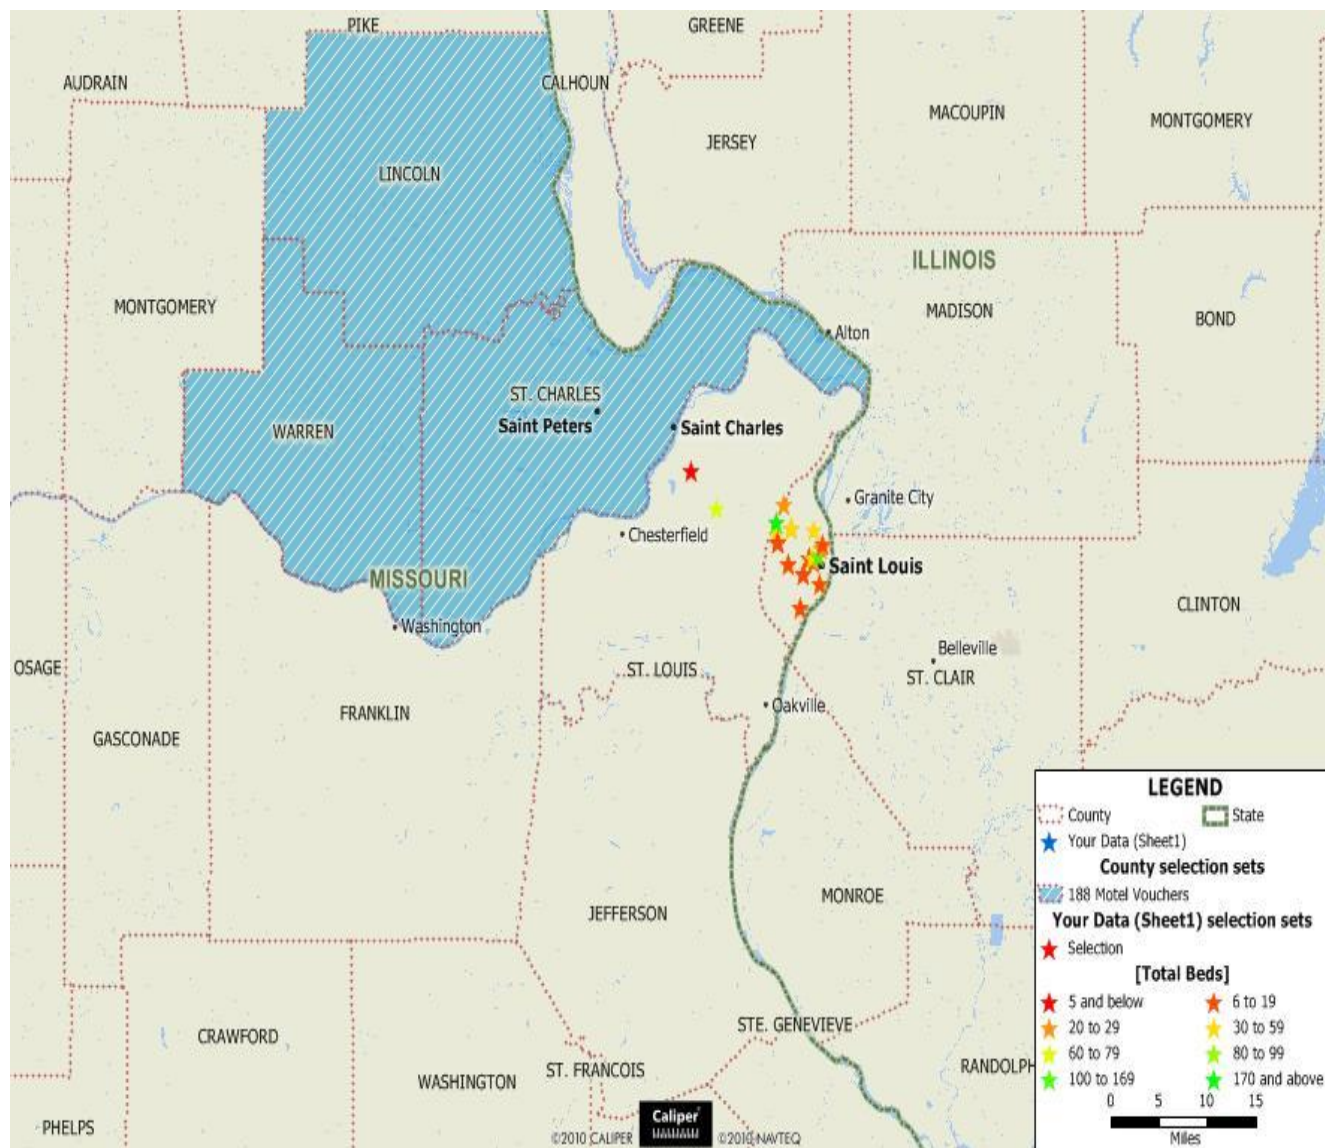 PIKE
GREENE
AUDRAIN
CALHOUN
MACOUPIN
MONTGOMERY
JERSEY
LINCOLN
ILLINOIS
MONTGOMERY
MADISON
BOND
Alton
ST. CHARLES
Saint Peters
Saint Charles
WARREN
Granite City
Chesterfield
Saint Louis
MISSOURI
CLINTON
Washington
Belleville
OSAGE
ST. LOUIS
ST. CLAIR
Oakville
FRANKLIN
GASCONADE
LEGEND
County State
Your Data (Sheet1)
County selection sets
188 Motel Vouchers
Your Data (Sheet1) selection sets
Selection
[Total Beds]
5 and below 6 to 19
20 to 29 30 to 59
60 to 79 80 to 99
100 to 169 170 and above
0 5 10 15
Miles
MONROE
JEFFERSON
STE. GENEVIEVE
CRAWFORD
ST. FRANCOIS
RANDOLPH
WASHINGTON
PHELPS
Caliper
©2010 CALIPER ©2010 NAVTEQ